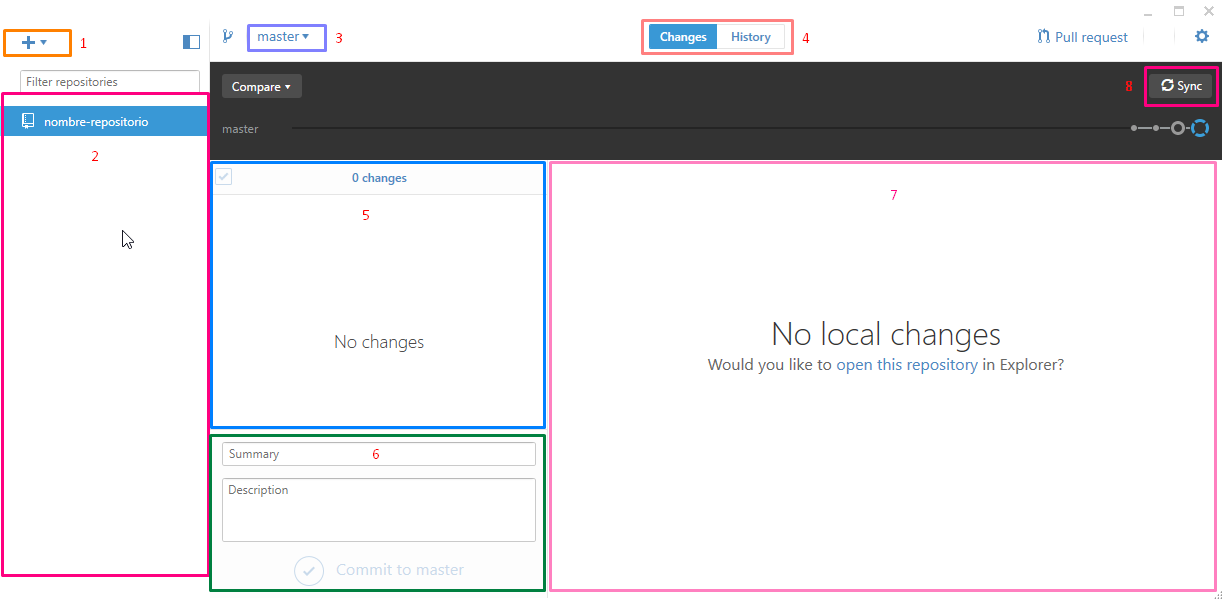 1
master
3
Changes History
4
Pull request
Filter repositories
Compare
8
Sync
nombre-repositorio
master
2
0 changes
5
7
No changes
No local changes
Would you like to open this repository in Explorer?
Summary
6
Description
Commit to master